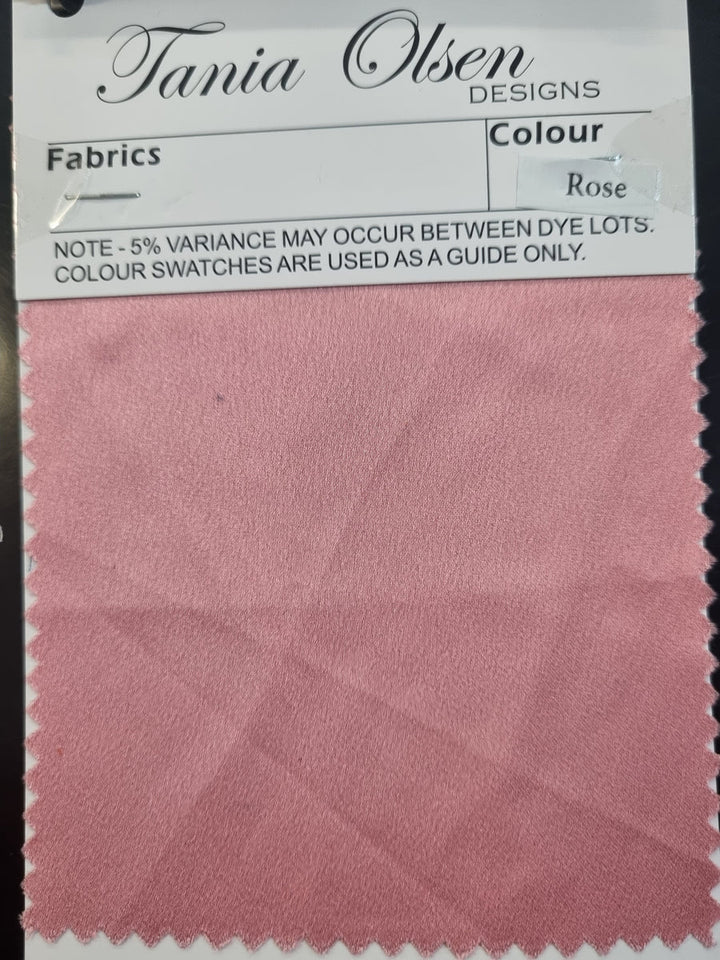 Tania Olsen
DESIGNS
Fabrics
Colour
Rose
NOTE - 5% VARIANCE MAY OCCUR BETWEEN DYE LOTS.
COLOUR SWATCHES ARE USED AS A GUIDE ONLY.